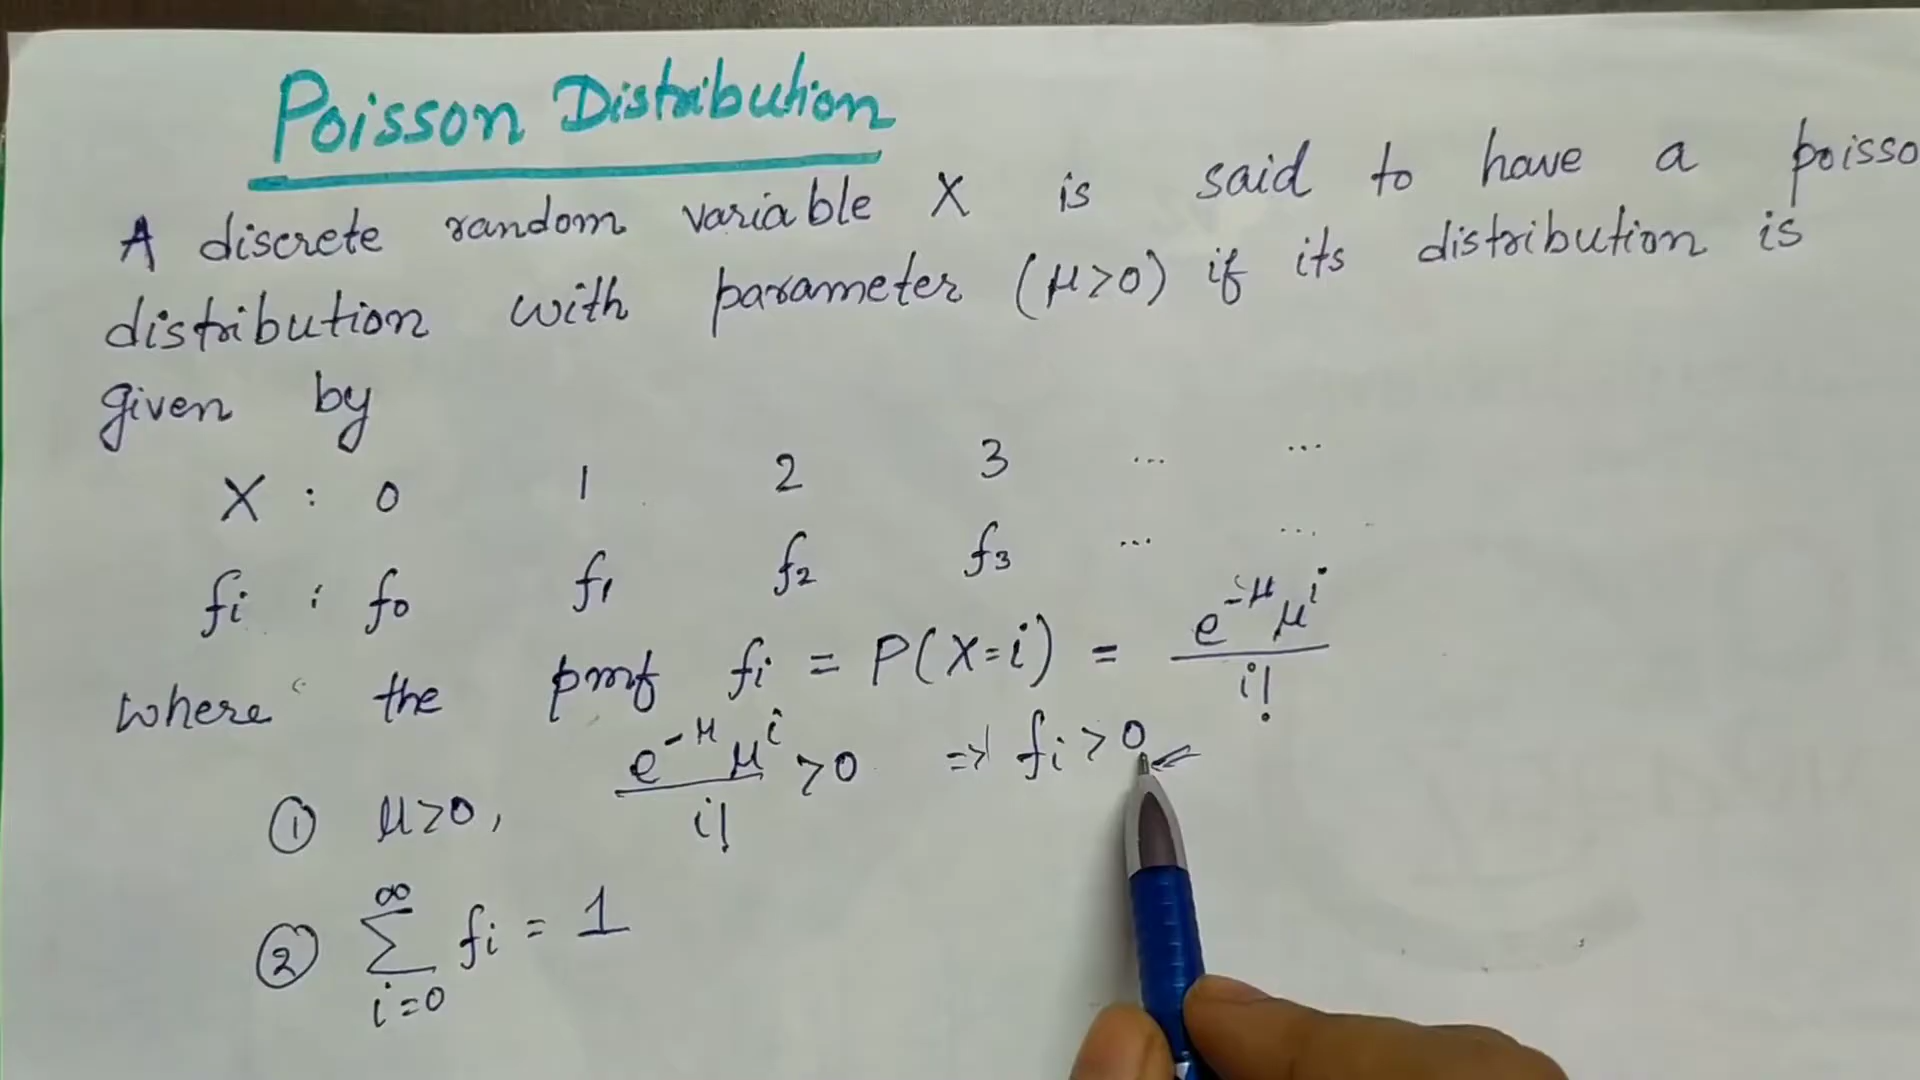 Poisson Distribution
A discrete random variable X is said to have a poisso
distribution with parameter (μ>0) if its distribution is
given by
X : 0 1 2 3 ... ...
fi : f0 f1 f2 f3 ... ...
where the pmf fi = P(X=i) = e^-μ μ^i / i!
① μ>0, e^-μ μ^i / i! >0 => fi >0
② ∑_{i=0}^{∞} fi = 1